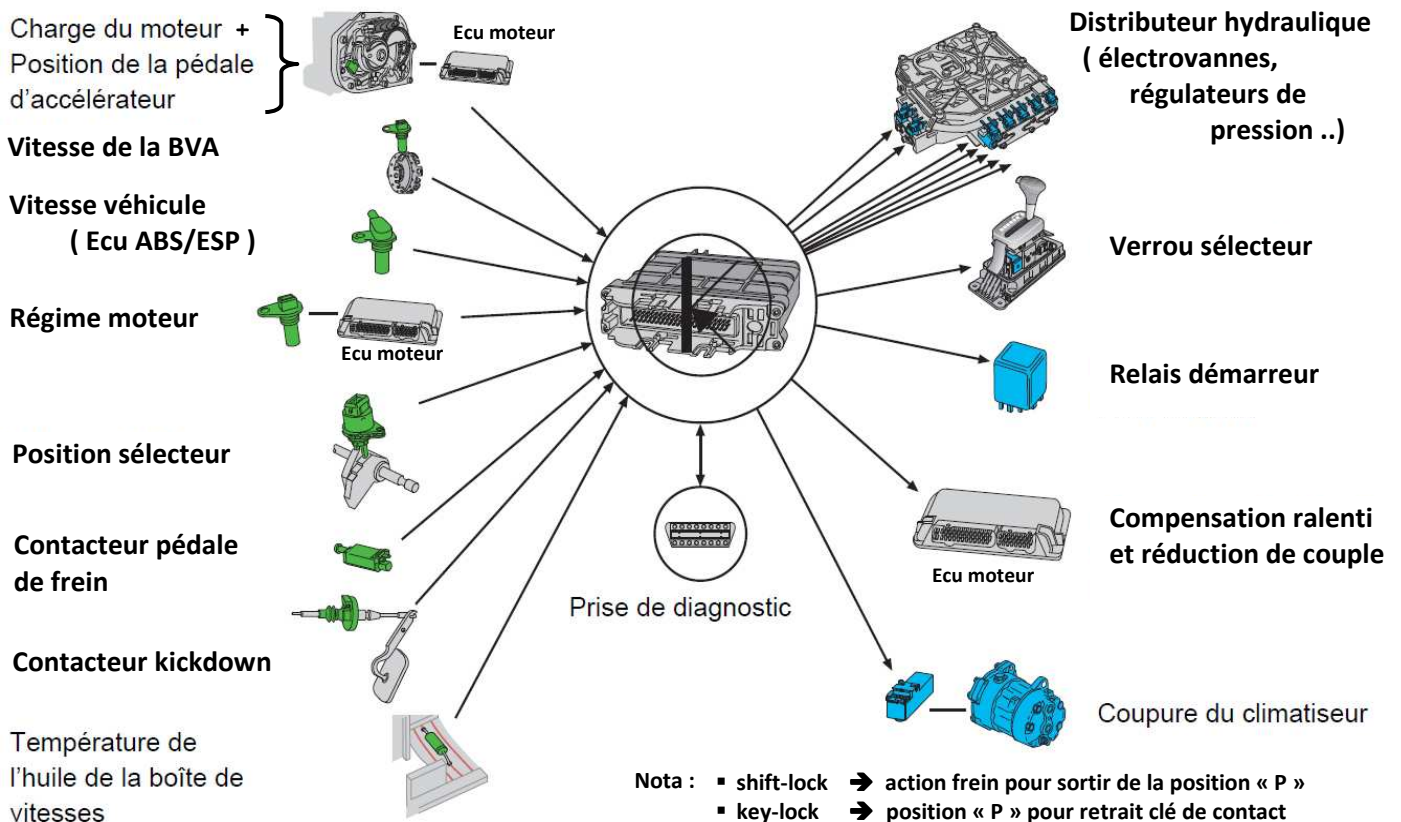 Charge du moteur +
Position de la pédale
d'accélérateur
Ecu moteur
Vitesse de la BVA
Vitesse véhicule
( Ecu ABS/ESP )
Régime moteur
Ecu moteur
Position sélecteur
Contacteur pédale
de frein
Contacteur kickdown
Température de
l'huile de la boîte de
vitesses
Prise de diagnostic
Distributeur hydraulique
( électrovannes,
régulateurs de
pression ..)
Verrou sélecteur
Relais démarreur
Compensation ralenti
et réduction de couple
Ecu moteur
Coupure du climatiseur
Nota : ▪ shift-lock ➔ action frein pour sortir de la position « P »
▪ key-lock ➔ position « P » pour retrait clé de contact